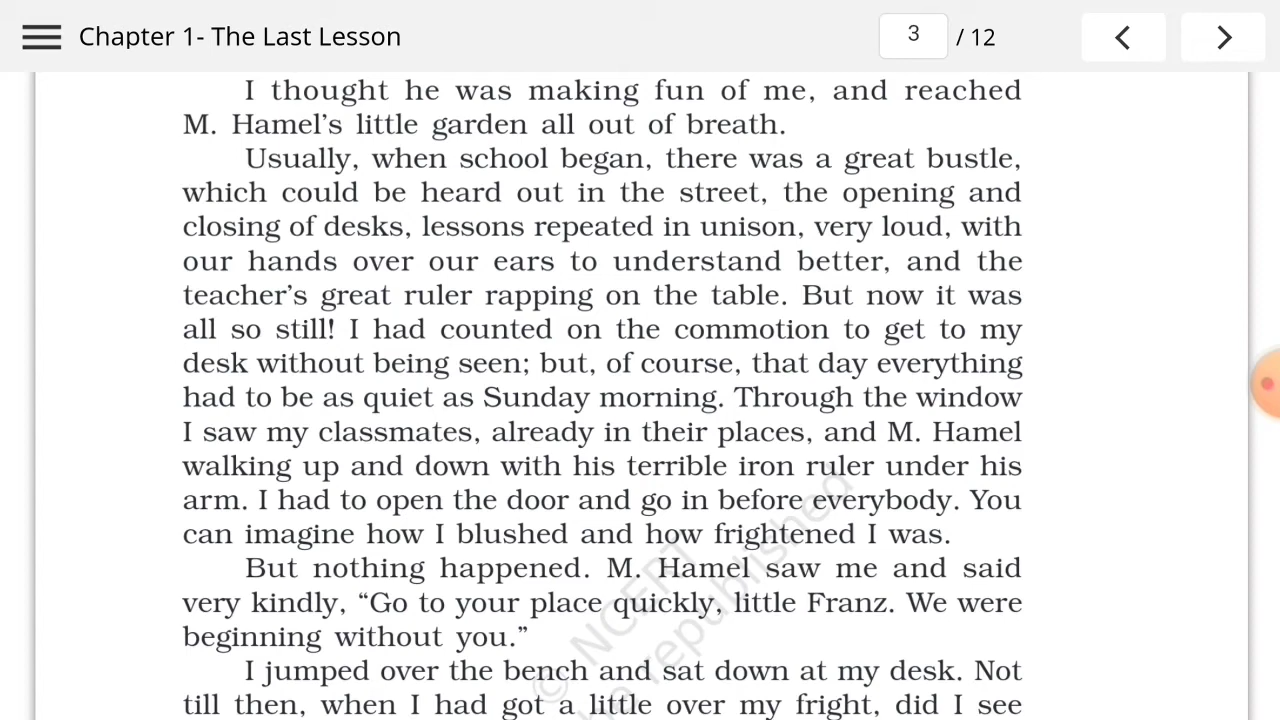 Chapter 1- The Last Lesson
3 / 12
I thought he was making fun of me, and reached
M. Hamel's little garden all out of breath.
Usually, when school began, there was a great bustle,
which could be heard out in the street, the opening and
closing of desks, lessons repeated in unison, very loud, with
our hands over our ears to understand better, and the
teacher's great ruler rapping on the table. But now it was
all so still! I had counted on the commotion to get to my
desk without being seen; but, of course, that day everything
had to be as quiet as Sunday morning. Through the window
I saw my classmates, already in their places, and M. Hamel
walking up and down with his terrible iron ruler under his
arm. I had to open the door and go in before everybody. You
can imagine how I blushed and how frightened I was.
But nothing happened. M. Hamel saw me and said
very kindly, “Go to your place quickly, little Franz. We were
beginning without you.”
I jumped over the bench and sat down at my desk. Not
till then, when I had got a little over my fright, did I see
© NCERT
republished